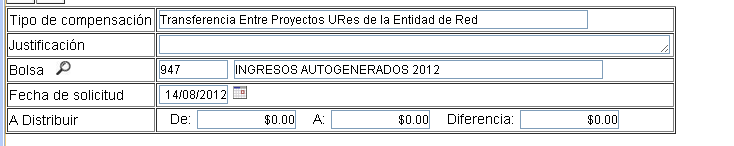 Tipo de compensación Transferencia Entre Proyectos URes de la Entidad de Red
Justificación
Bolsa 947 INGRESOS AUTOGENERADOS 2012
Fecha de solicitud 14/08/2012
A Distribuir De: $0.00 A: $0.00 Diferencia: $0.00